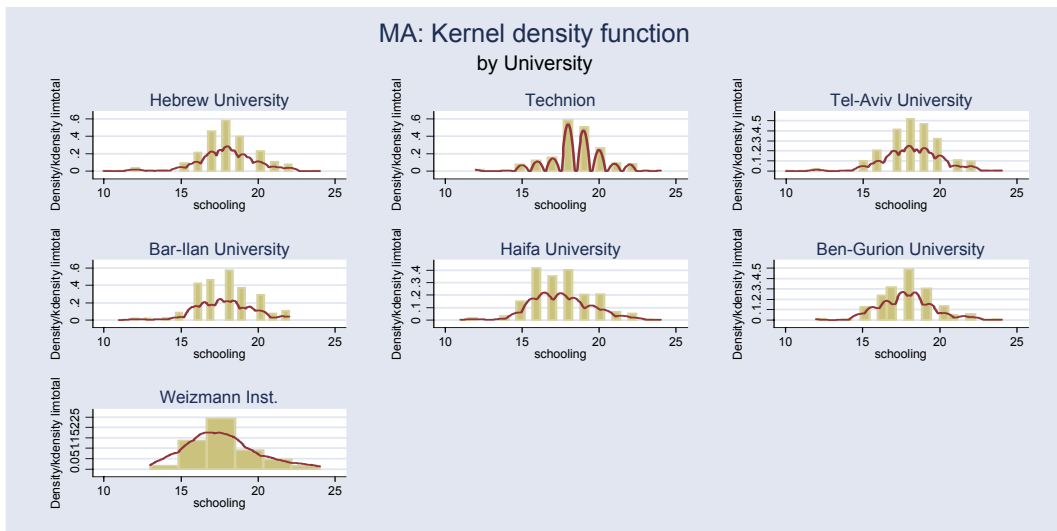 MA: Kernel density function
by University
Hebrew University
Density/kdensity limtotal
0 .2 .4 .6
10 15 20 25
schooling
Technion
Density/kdensity limtotal
0 .2 .4 .6
10 15 20 25
schooling
Tel-Aviv University
Density/kdensity limtotal
0 .1 .2 .3 .4 .5
10 15 20 25
schooling
Bar-Ilan University
Density/kdensity limtotal
0 .2 .4 .6
10 15 20 25
schooling
Haifa University
Density/kdensity limtotal
0 .1 .2 .3 .4
10 15 20 25
schooling
Ben-Gurion University
Density/kdensity limtotal
0 .1 .2 .3 .4 .5
10 15 20 25
schooling
Weizmann Inst.
Density/kdensity limtotal
0.05.1.15.2.25
10 15 20 25
schooling